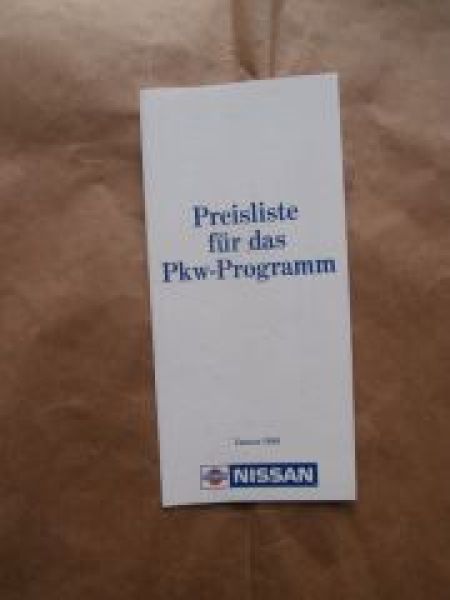 Preisliste
für das
Pkw-Programm
NISSAN